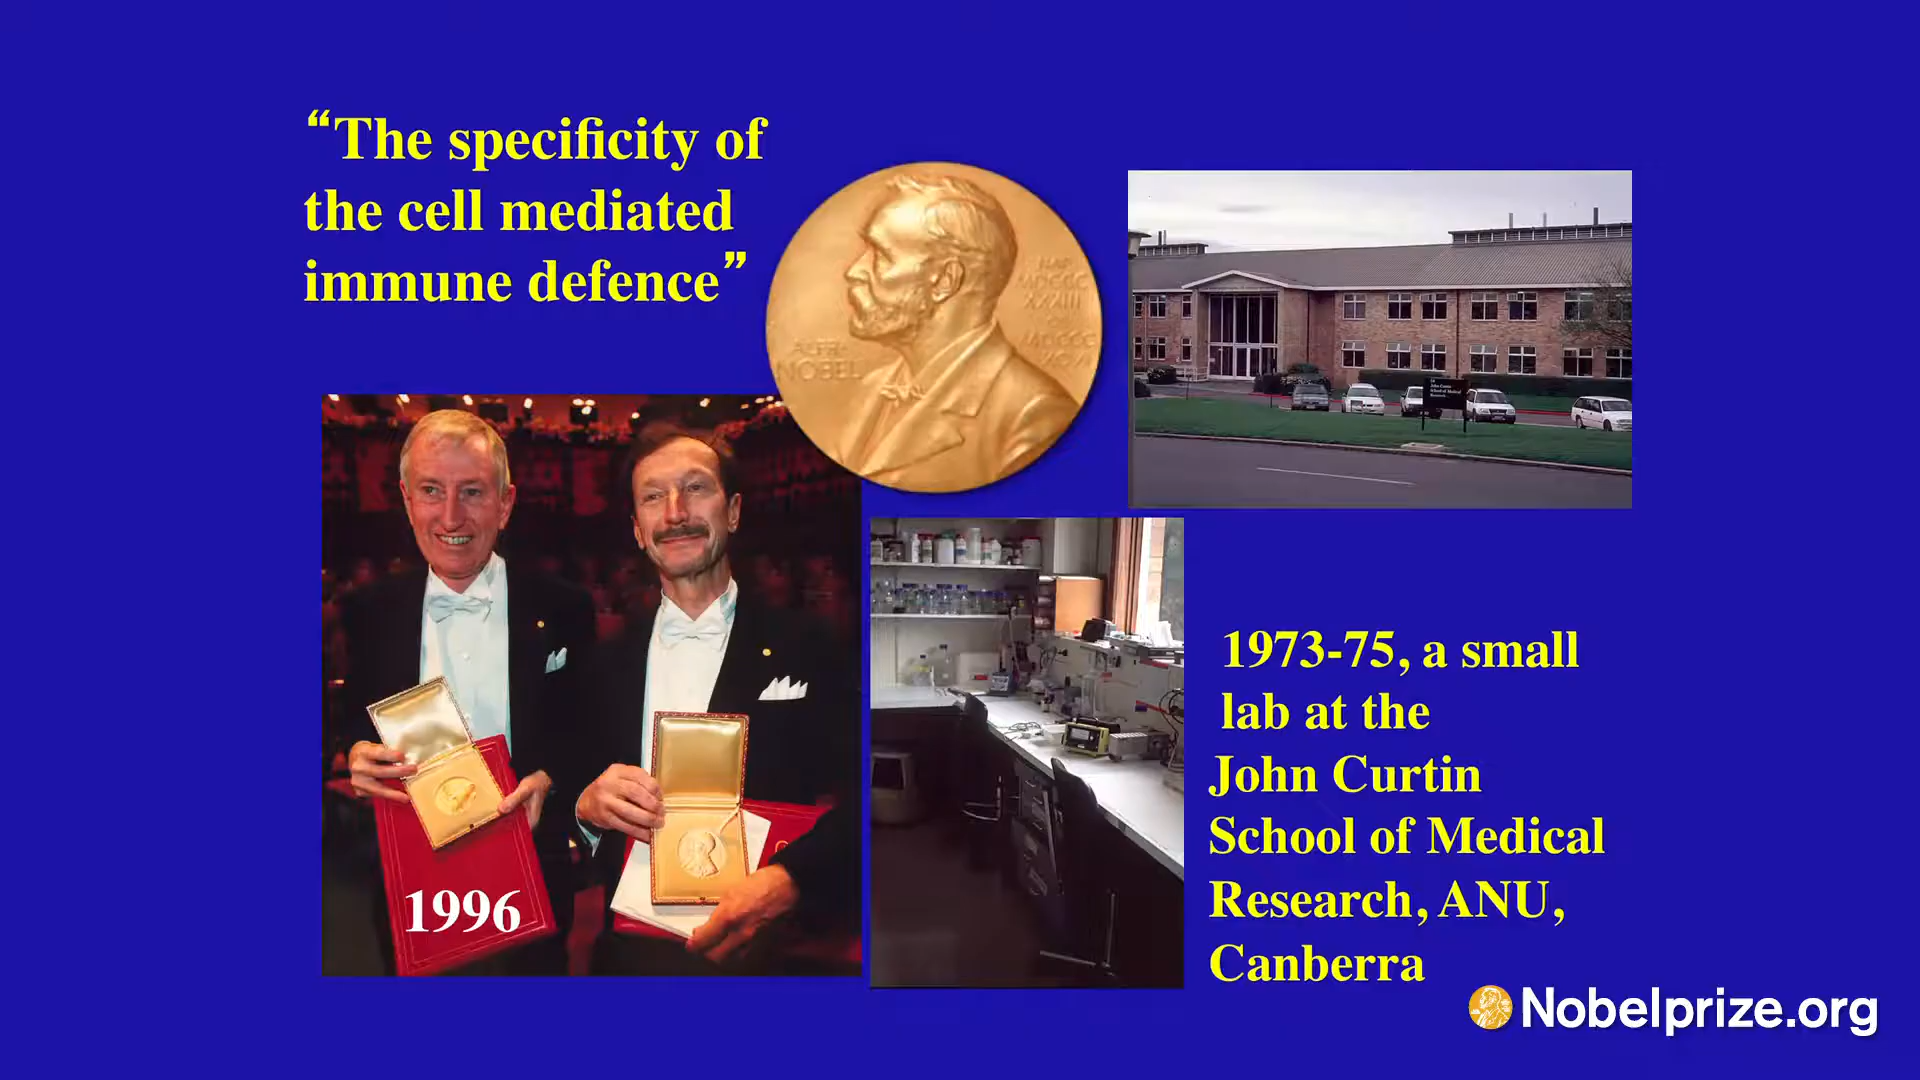 “The specificity of
the cell mediated
immune defence”
NOBEL
1996
1973-75, a small
lab at the
John Curtin
School of Medical
Research, ANU,
Canberra
Nobelprize.org